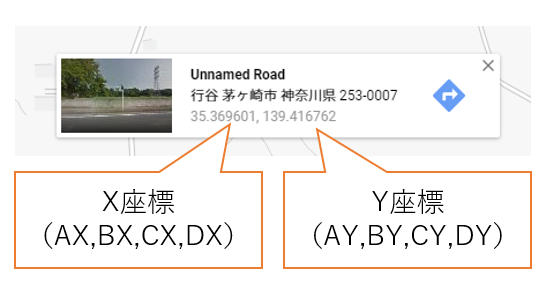 Unnamed Road
行谷 茅ヶ崎市 神奈川県 253-0007
35.369601, 139.416762
X座標
（AX,BX,CX,DX）
Y座標
（AY,BY,CY,DY）